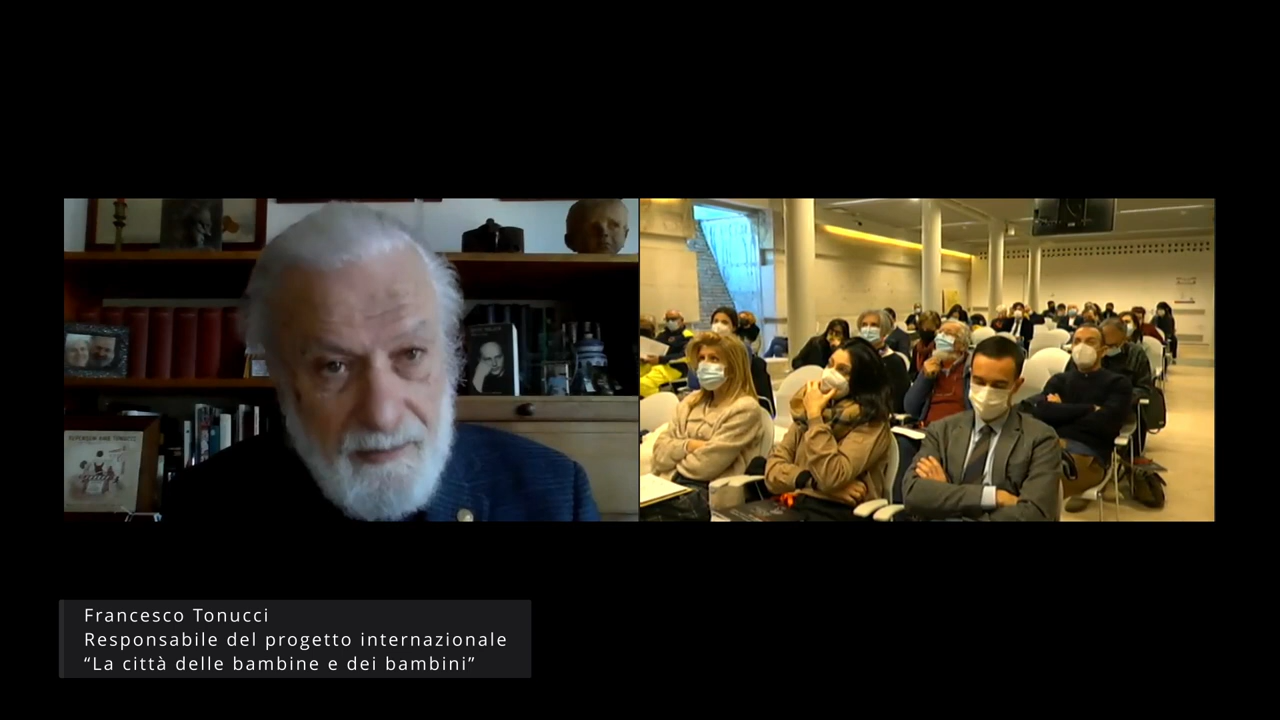 Francesco Tonucci
Responsabile del progetto internazionale
“La città delle bambine e dei bambini”